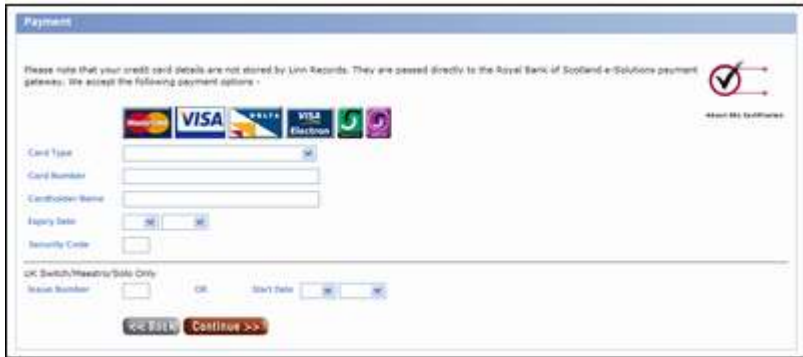 Payment
Please note that your credit card details are not stored by Linn Records. They are passed directly to the Royal Bank of Scotland e-Solutions payment
gateway. We accept the following payment options -
MasterCard VISA DELTA VISA Electron
Card Type
Card Number
Cardholder Name
Expiry Date
Security Code
UK Switch/Maestro/Solo Only
Issue Number OR Start Date
<< Back Continue >>